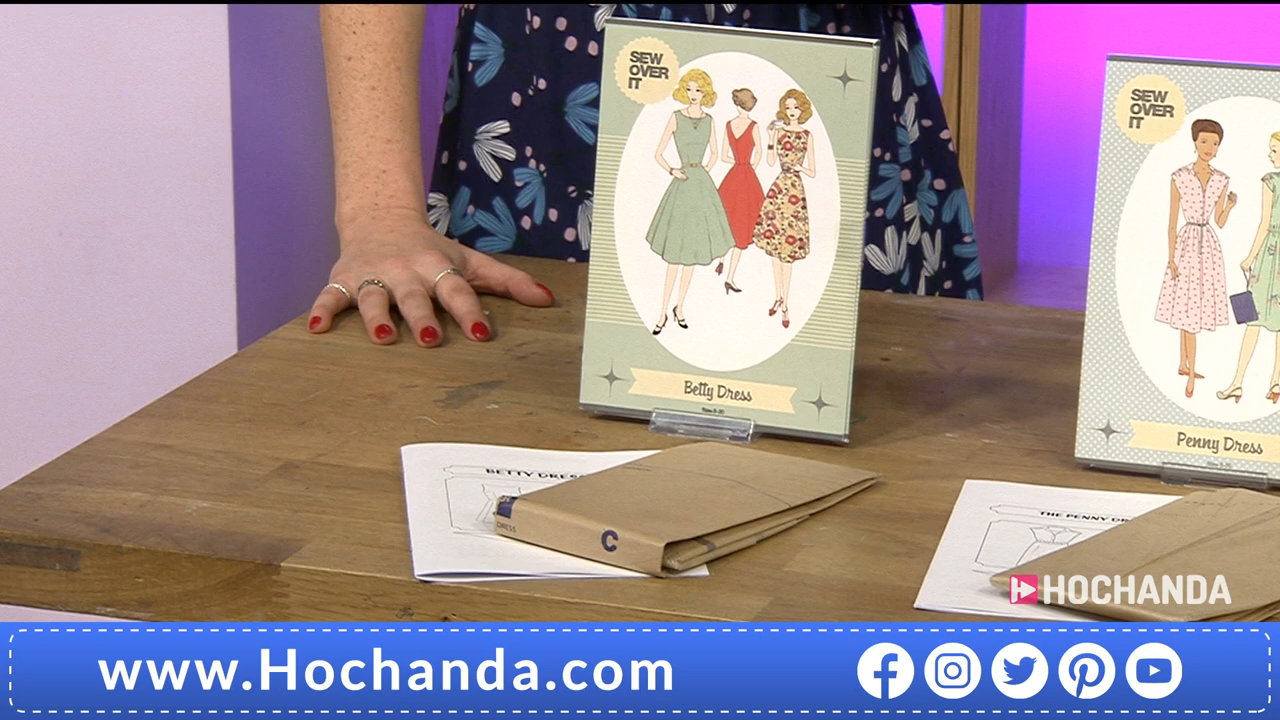 SEW
OVER
IT
Betty Dress
SEW
OVER
IT
Penny Dress
BETTY DRESS
DRESS
C
THE PENNY DR
HOCHANDA
www.Hochanda.com